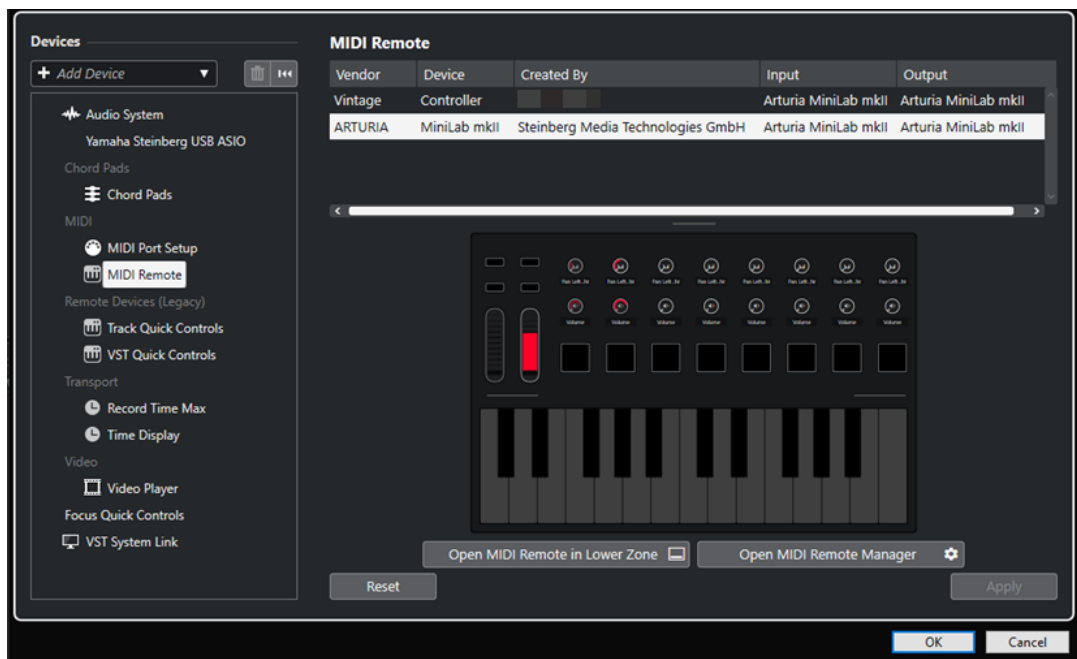 Devices
Add Device
Audio System
Yamaha Steinberg USB ASIO
Chord Pads
Chord Pads
MIDI
MIDI Port Setup
MIDI Remote
Remote Devices (Legacy)
Track Quick Controls
VST Quick Controls
Transport
Record Time Max
Time Display
Video
Video Player
Focus Quick Controls
VST System Link
MIDI Remote
Vendor Device Created By Input Output
Vintage Controller Arturia MiniLab mkII Arturia MiniLab mkII
ARTURIA MiniLab mkII Steinberg Media Technologies GmbH Arturia MiniLab mkII Arturia MiniLab mkII
Volume Volume Volume Volume Volume Volume Volume Volume
Open MIDI Remote in Lower Zone
Open MIDI Remote Manager
Reset
Apply
OK
Cancel